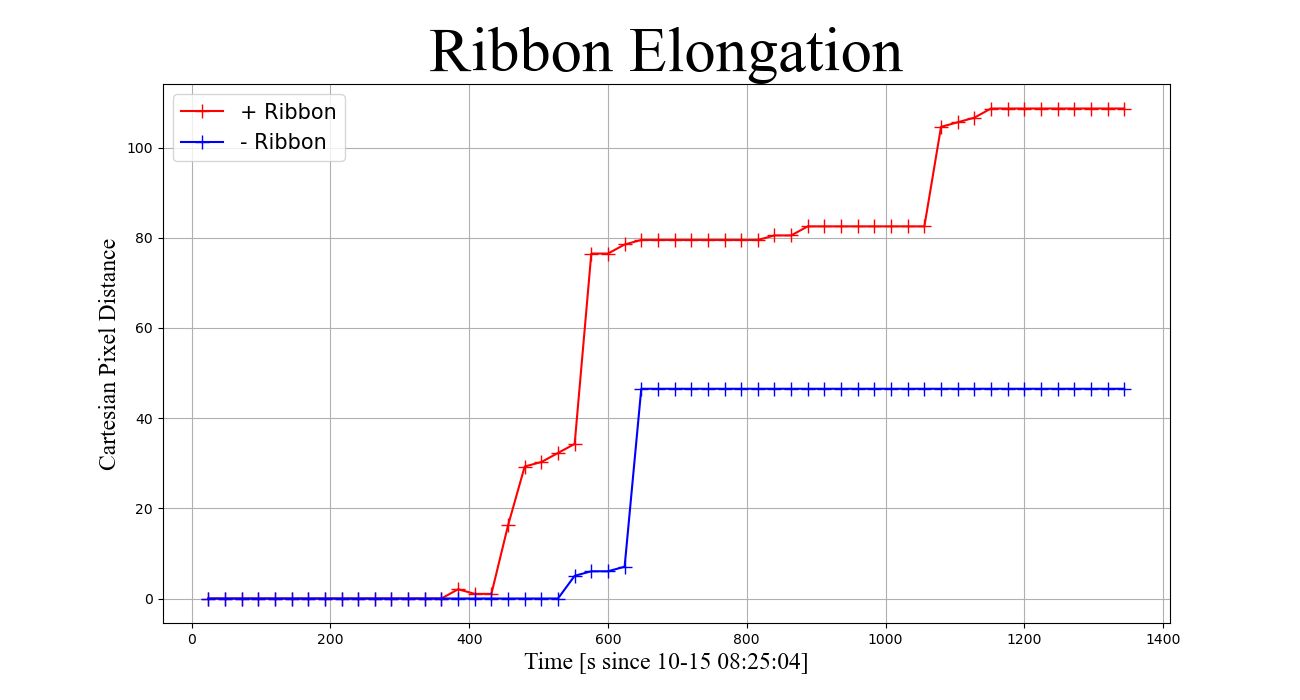 Ribbon Elongation
+ Ribbon
- Ribbon
100
80
60
40
20
0
Cartesian Pixel Distance
0 200 400 600 800 1000 1200 1400
Time [s since 10-15 08:25:04]